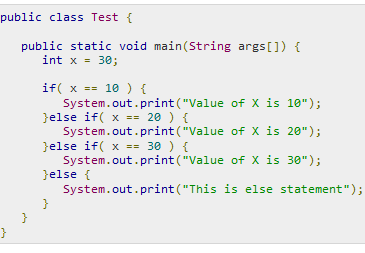 public class Test {
public static void main(String args[]) {
int x = 30;
if( x == 10 ) {
System.out.print("Value of X is 10");
}else if( x == 20 ) {
System.out.print("Value of X is 20");
}else if( x == 30 ) {
System.out.print("Value of X is 30");
}else {
System.out.print("This is else statement");
}
}
}